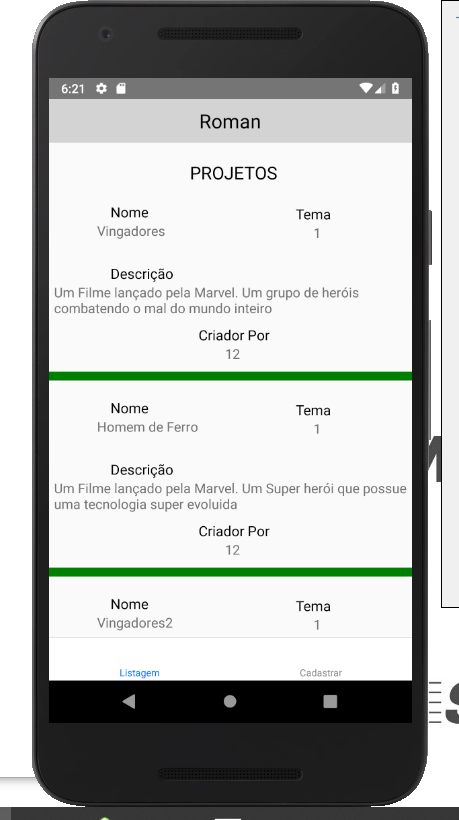 6:21
Roman
PROJETOS
Nome Tema
Vingadores 1
Descrição
Um Filme lançado pela Marvel. Um grupo de heróis
combatendo o mal do mundo inteiro
Criador Por
12
Nome Tema
Homem de Ferro 1
Descrição
Um Filme lançado pela Marvel. Um Super herói que possue
uma tecnologia super evoluida
Criador Por
12
Nome Tema
Vingadores2 1
Listagem Cadastrar